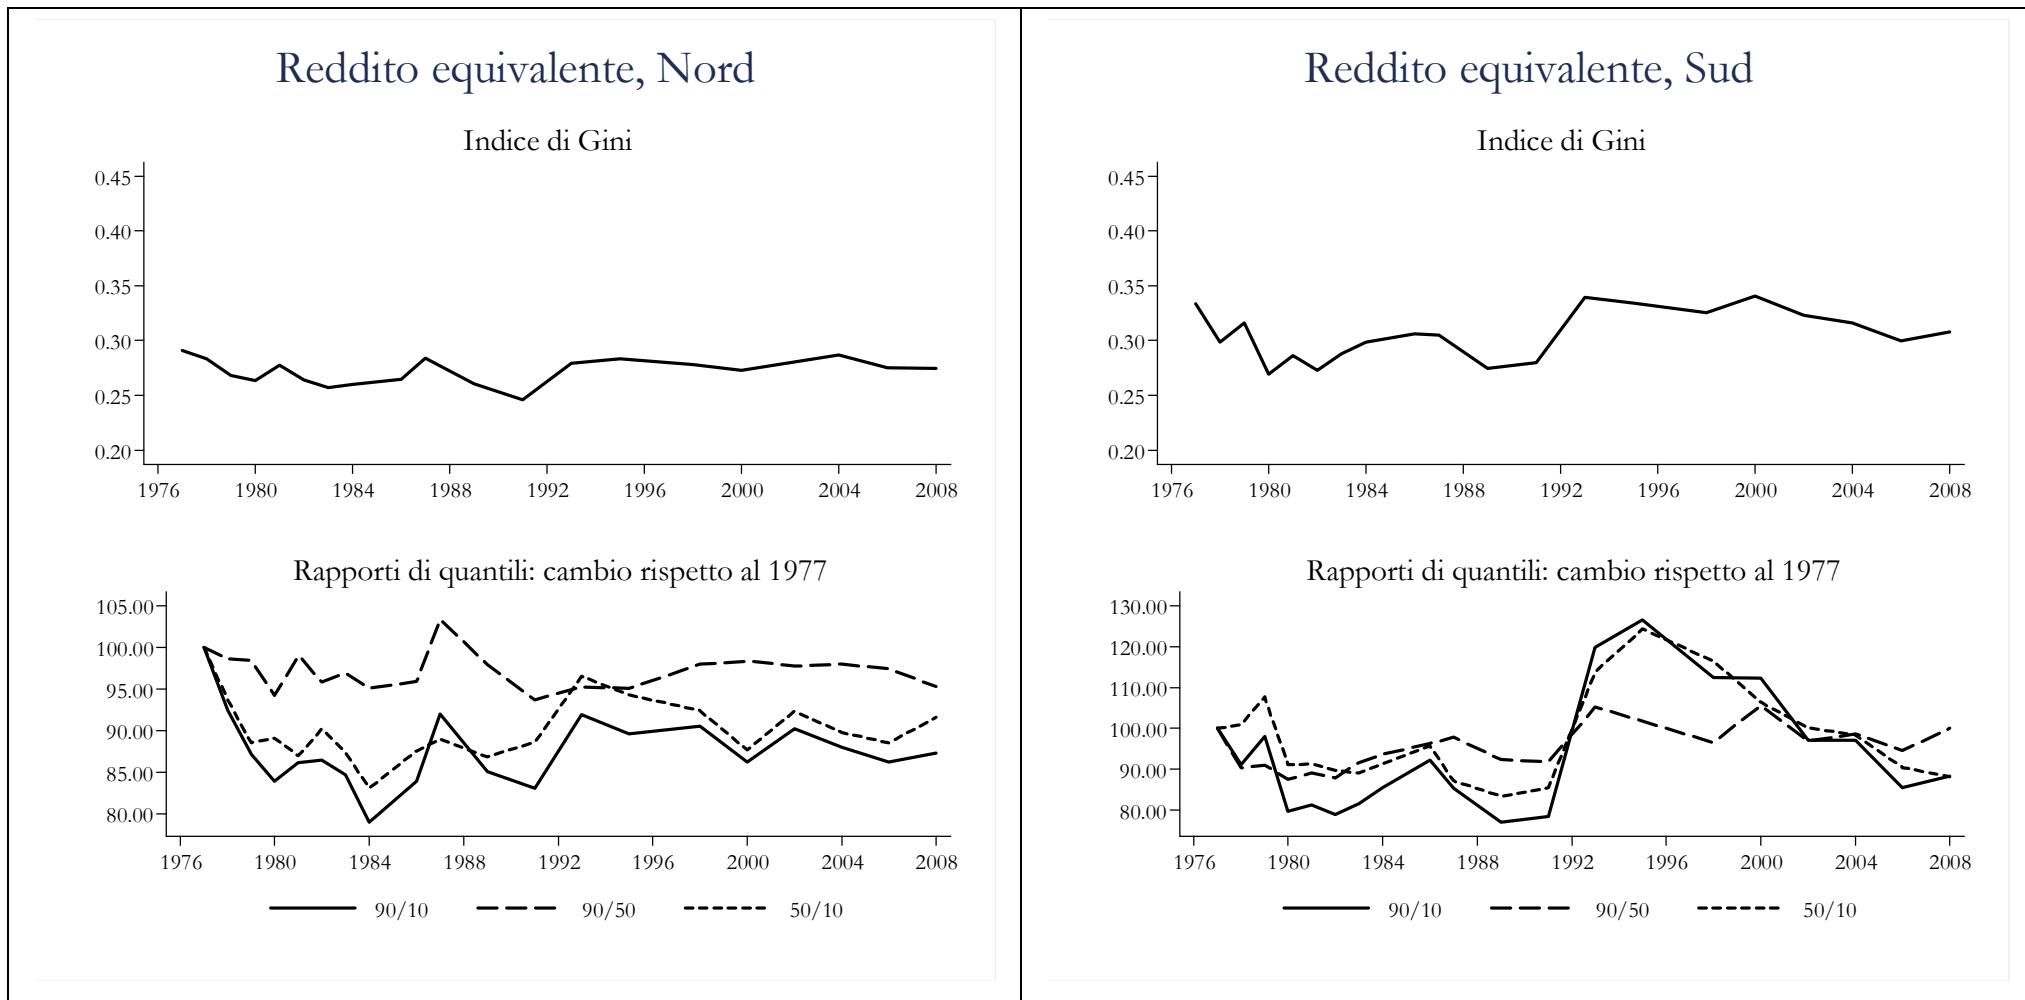 Reddito equivalente, Nord
Indice di Gini
0.45
0.40
0.35
0.30
0.25
0.20
1976 1980 1984 1988 1992 1996 2000 2004 2008
Rapporti di quantili: cambio rispetto al 1977
105.00
100.00
95.00
90.00
85.00
80.00
1976 1980 1984 1988 1992 1996 2000 2004 2008
90/10 90/50 50/10
Reddito equivalente, Sud
Indice di Gini
0.45
0.40
0.35
0.30
0.25
0.20
1976 1980 1984 1988 1992 1996 2000 2004 2008
Rapporti di quantili: cambio rispetto al 1977
130.00
120.00
110.00
100.00
90.00
80.00
1976 1980 1984 1988 1992 1996 2000 2004 2008
90/10 90/50 50/10